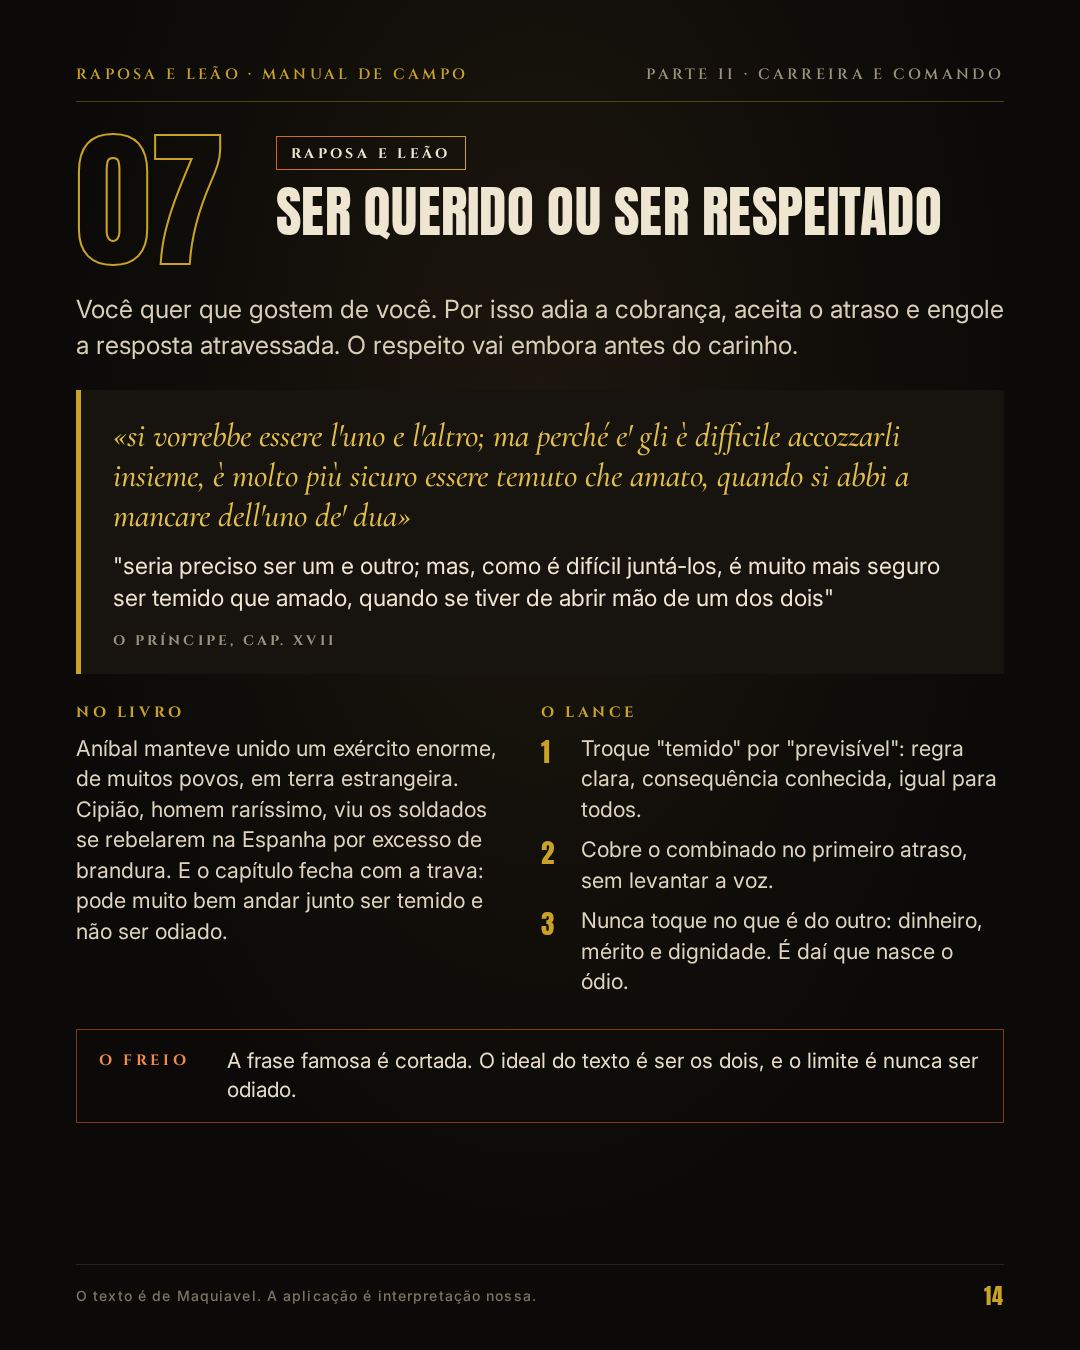 RAPOSA E LEÃO · MANUAL DE CAMPO
PARTE II · CARREIRA E COMANDO
07
RAPOSA E LEÃO
SER QUERIDO OU SER RESPEITADO
Você quer que gostem de você. Por isso adia a cobrança, aceita o atraso e engole
a resposta atravessada. O respeito vai embora antes do carinho.
«si vorrebbe essere l'uno e l'altro; ma perché e' gli è difficile accozzarli
insieme, è molto più sicuro essere temuto che amato, quando si abbi a
mancare dell'uno de' dua»
"seria preciso ser um e outro; mas, como é difícil juntá-los, é muito mais seguro
ser temido que amado, quando se tiver de abrir mão de um dos dois"
O PRÍNCIPE, CAP. XVII
NO LIVRO
Aníbal manteve unido um exército enorme,
de muitos povos, em terra estrangeira.
Cipião, homem raríssimo, viu os soldados
se rebelarem na Espanha por excesso de
brandura. E o capítulo fecha com a trava:
pode muito bem andar junto ser temido e
não ser odiado.
O LANCE
1 Troque "temido" por "previsível": regra
clara, consequência conhecida, igual para
todos.
2 Cobre o combinado no primeiro atraso,
sem levantar a voz.
3 Nunca toque no que é do outro: dinheiro,
mérito e dignidade. É daí que nasce o
ódio.
O FREIO
A frase famosa é cortada. O ideal do texto é ser os dois, e o limite é nunca ser
odiado.
O texto é de Maquiavel. A aplicação é interpretação nossa.
14